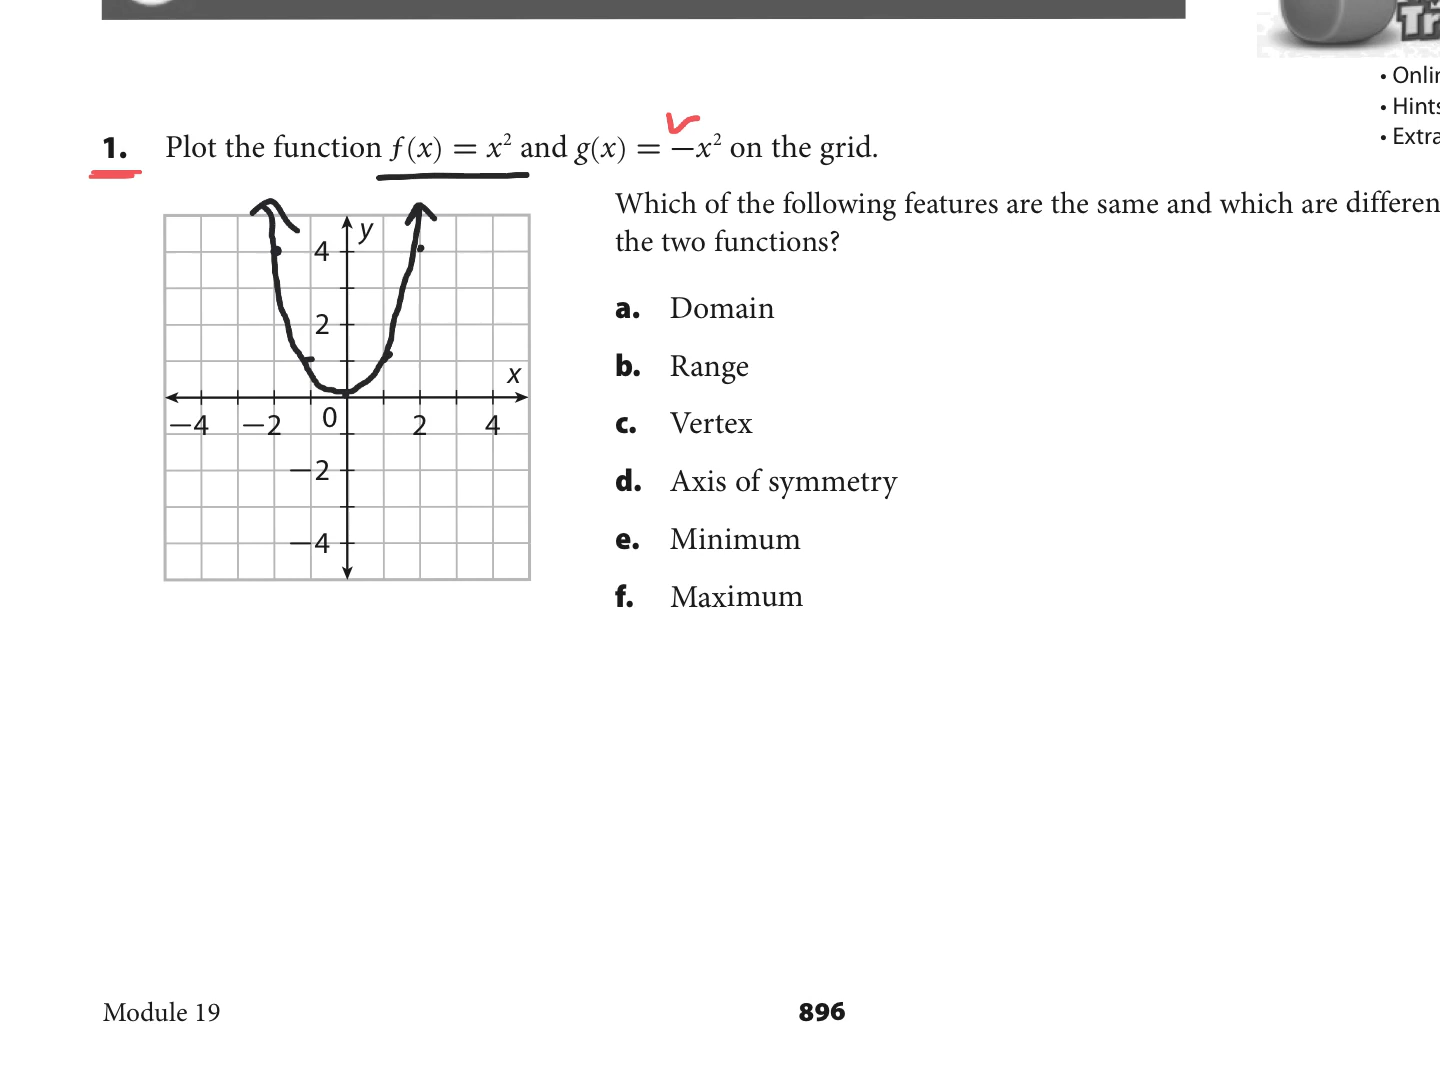 Tr
• Onlin
• Hints
• Extra
1. Plot the function f(x) = x² and g(x) = −x² on the grid.
Which of the following features are the same and which are differen
the two functions?
y
4
2
x
−4 −2 0 2 4
−2
−4
a. Domain
b. Range
c. Vertex
d. Axis of symmetry
e. Minimum
f. Maximum
Module 19 896